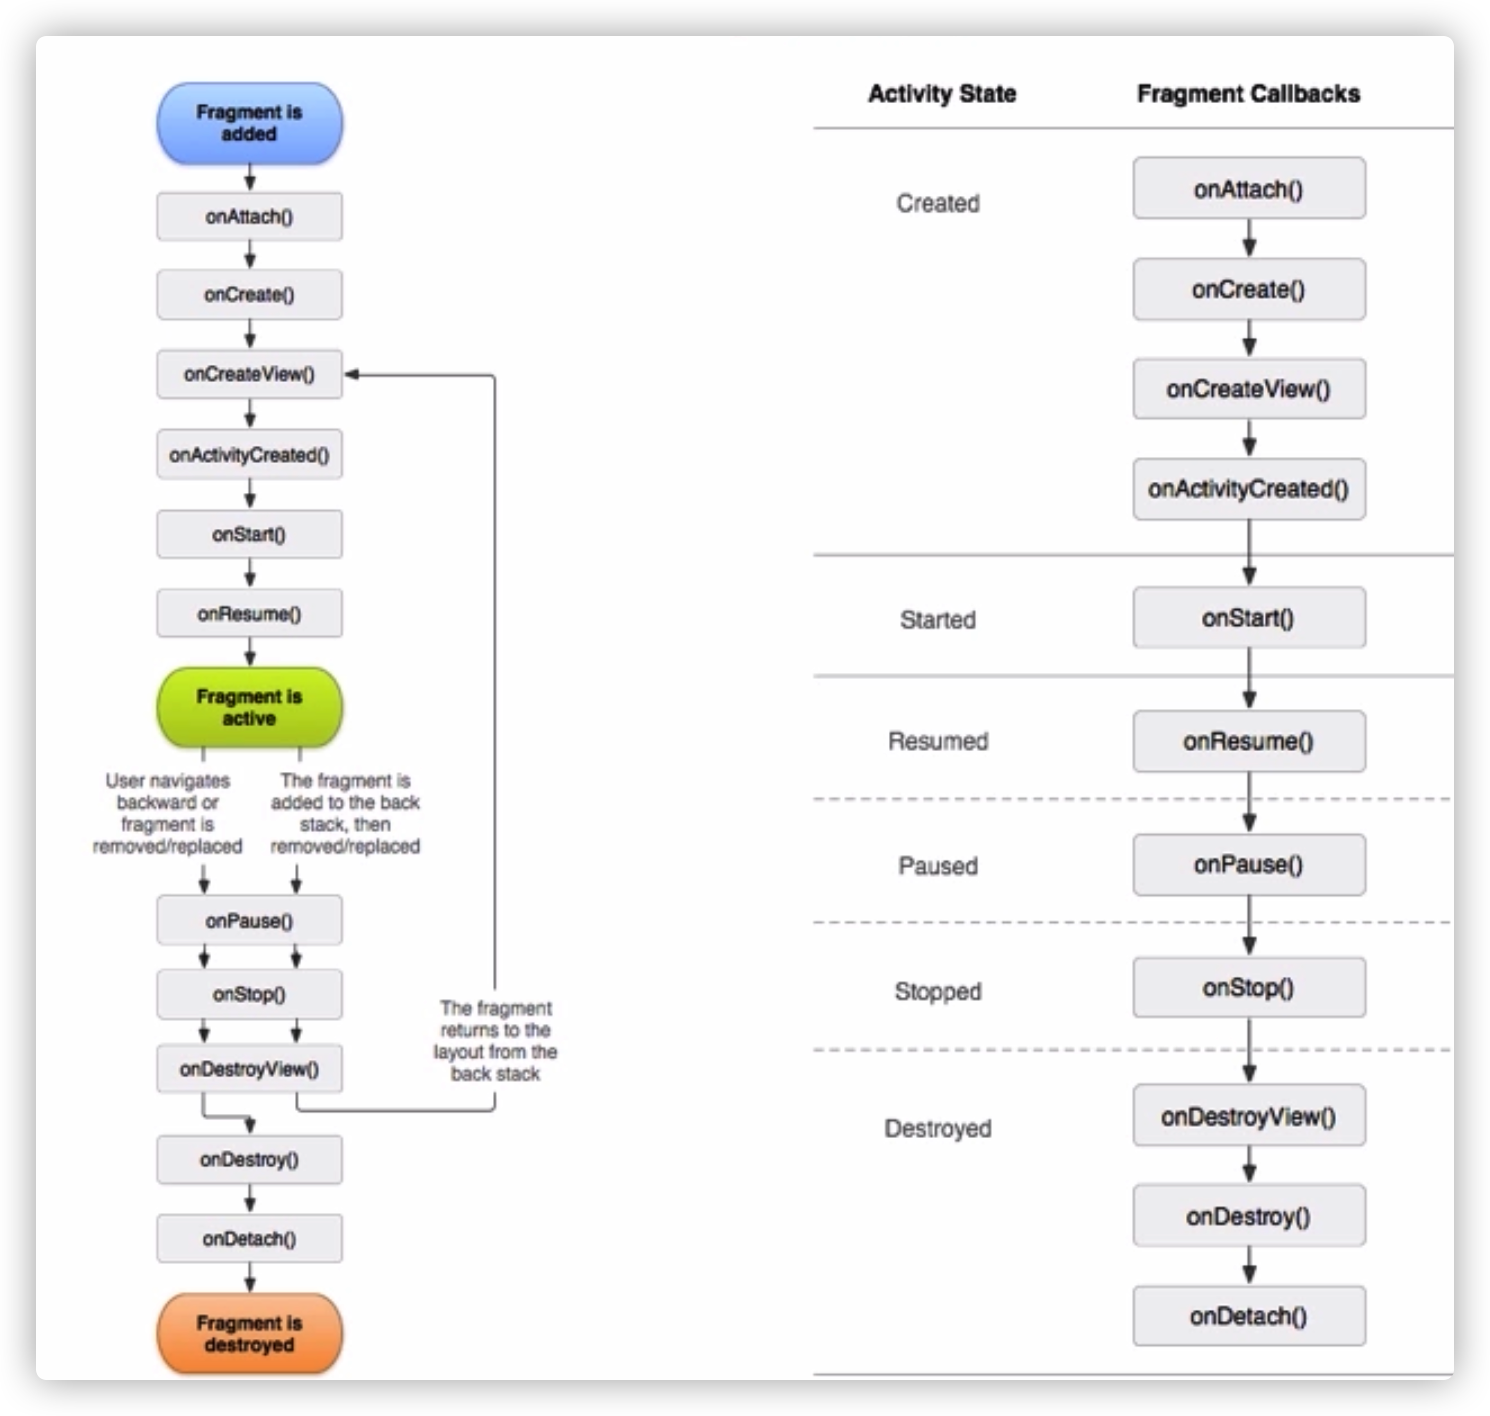 Fragment is
added
onAttach()
onCreate()
onCreateView()
onActivityCreated()
onStart()
onResume()
Fragment is
active
User navigates
backward or
fragment is
removed/replaced
The fragment is
added to the back
stack, then
removed/replaced
onPause()
onStop()
onDestroyView()
The fragment
returns to the
layout from the
back stack
onDestroy()
onDetach()
Fragment is
destroyed
Activity State
Fragment Callbacks
Created
onAttach()
onCreate()
onCreateView()
onActivityCreated()
Started
onStart()
Resumed
onResume()
Paused
onPause()
Stopped
onStop()
Destroyed
onDestroyView()
onDestroy()
onDetach()